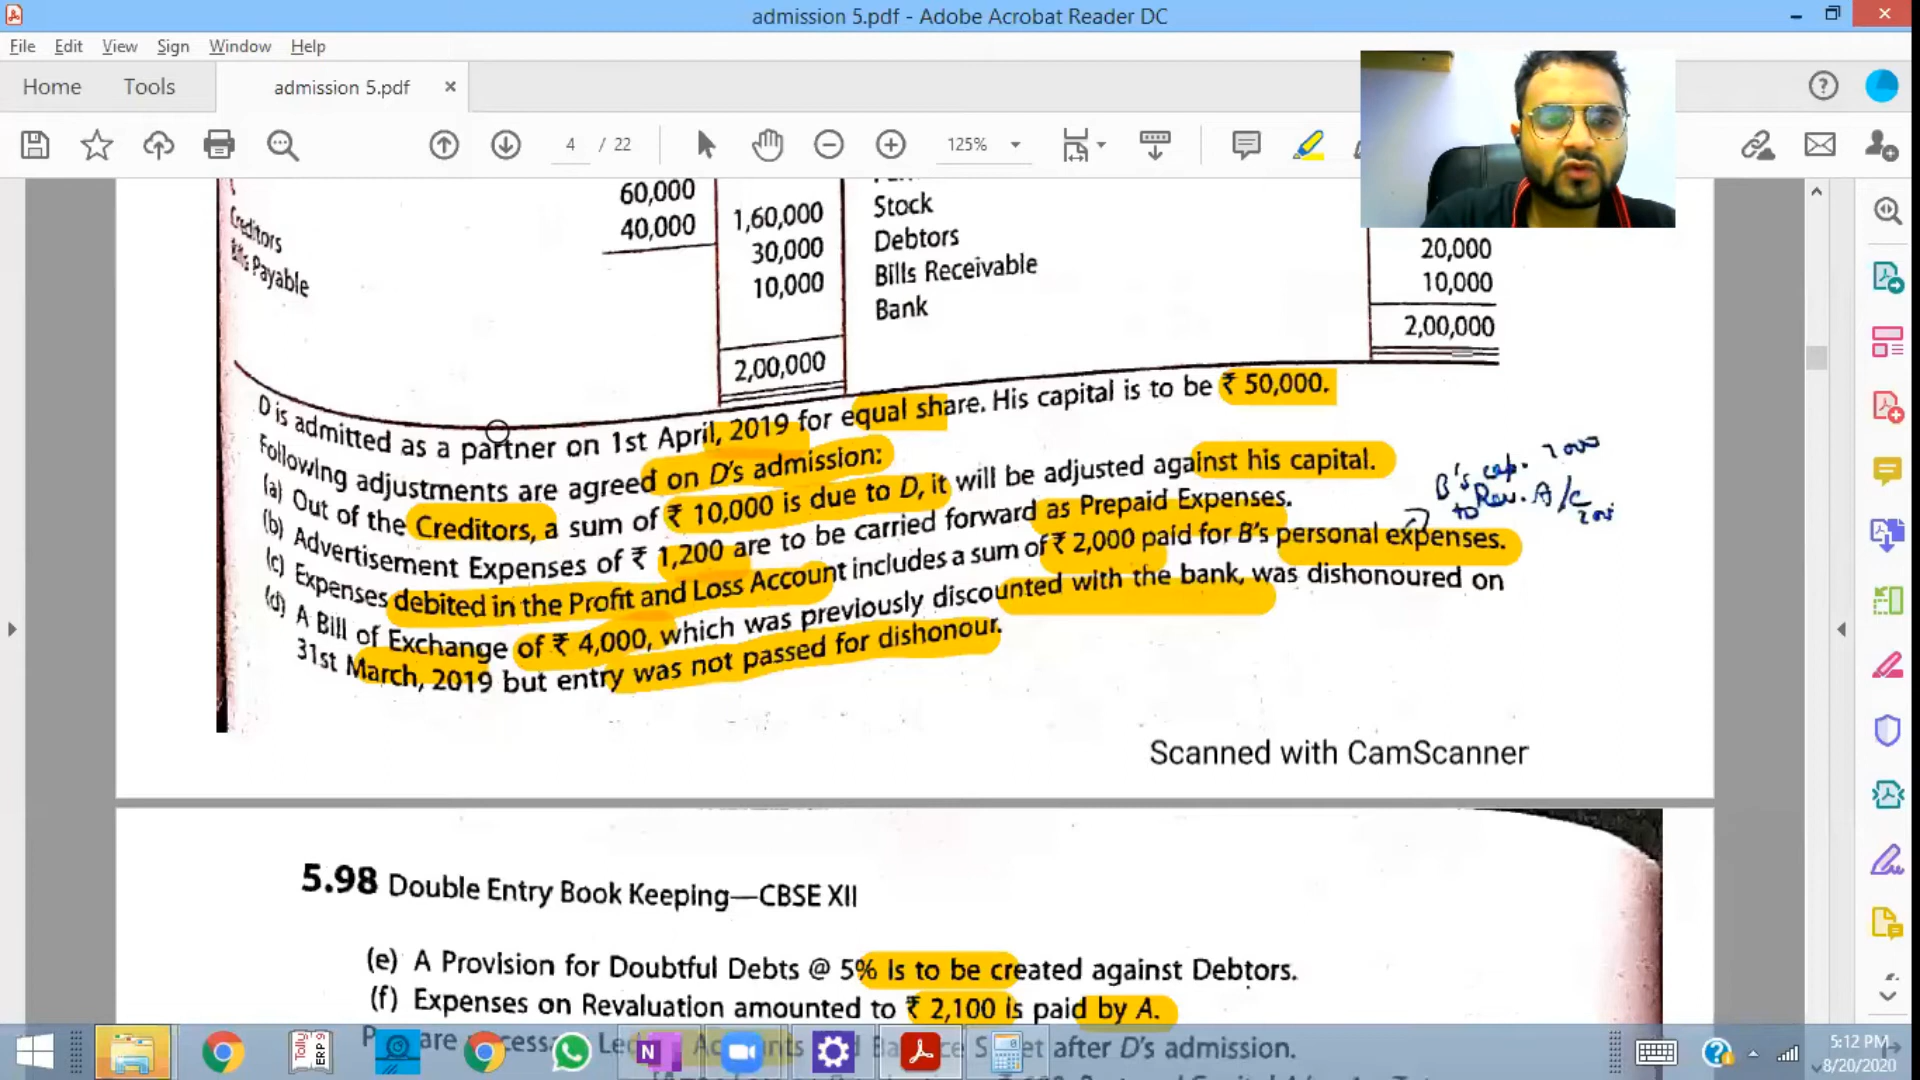 admission 5.pdf - Adobe Acrobat Reader DC
File Edit View Sign Window Help
Home Tools admission 5.pdf
4 / 22 125%
60,000
40,000 1,60,000 Stock
Creditors 30,000 Debtors 20,000
Bills Payable 10,000 Bills Receivable 10,000
Bank
2,00,000 2,00,000
D is admitted as a partner on 1st April, 2019 for equal share. His capital is to be ₹ 50,000.
Following adjustments are agreed on D's admission:
(a) Out of the Creditors, a sum of ₹ 10,000 is due to D, it will be adjusted against his capital.
(b) Advertisement Expenses of ₹ 1,200 are to be carried forward as Prepaid Expenses.
(c) Expenses debited in the Profit and Loss Account includes a sum of ₹ 2,000 paid for B's personal expenses.
(d) A Bill of Exchange of ₹ 4,000, which was previously discounted with the bank, was dishonoured on
31st March, 2019 but entry was not passed for dishonour.
B's cap. 2000
to Rev. A/c
Scanned with CamScanner
5.98 Double Entry Book Keeping—CBSE XII
(e) A Provision for Doubtful Debts @ 5% is to be created against Debtors.
(f) Expenses on Revaluation amounted to ₹ 2,100 is paid by A.
after D's admission.
Tally ERP 9
5:12 PM
8/20/2020